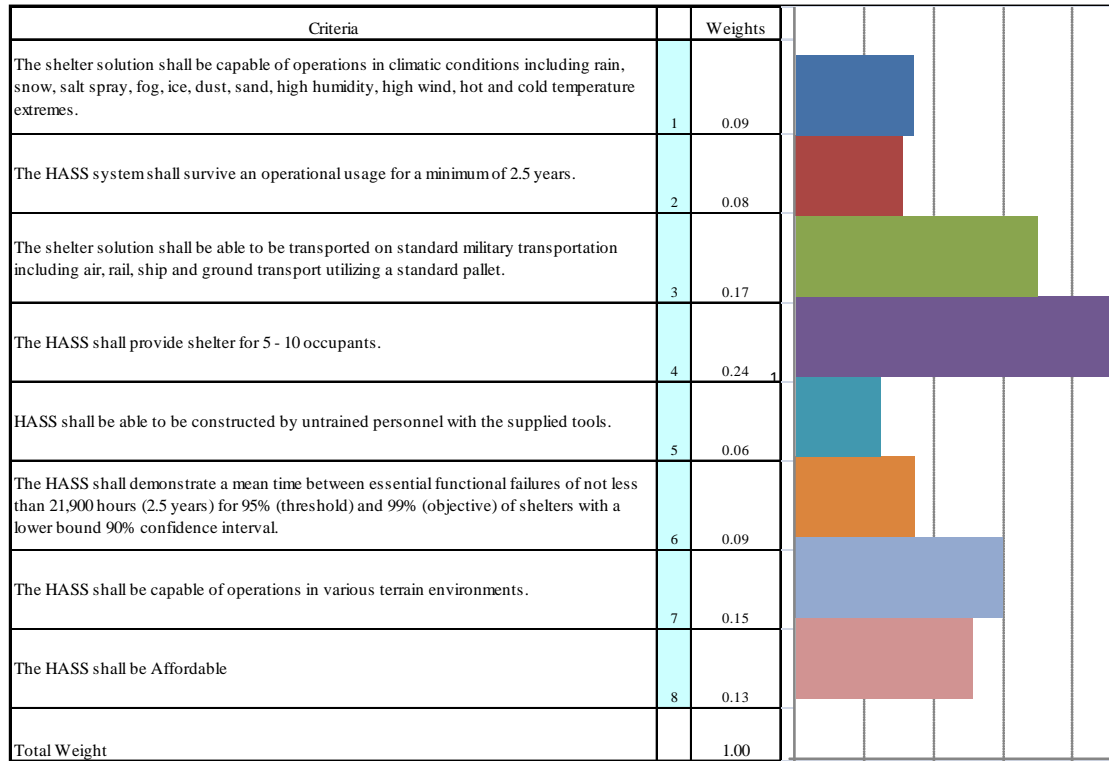 Criteria Weights
The shelter solution shall be capable of operations in climatic conditions including rain,
snow, salt spray, fog, ice, dust, sand, high humidity, high wind, hot and cold temperature
extremes.
1 0.09
The HASS system shall survive an operational usage for a minimum of 2.5 years.
2 0.08
The shelter solution shall be able to be transported on standard military transportation
including air, rail, ship and ground transport utilizing a standard pallet.
3 0.17
The HASS shall provide shelter for 5 - 10 occupants.
4 0.24 1
HASS shall be able to be constructed by untrained personnel with the supplied tools.
5 0.06
The HASS shall demonstrate a mean time between essential functional failures of not less
than 21,900 hours (2.5 years) for 95% (threshold) and 99% (objective) of shelters with a
lower bound 90% confidence interval.
6 0.09
The HASS shall be capable of operations in various terrain environments.
7 0.15
The HASS shall be Affordable
8 0.13
Total Weight 1.00